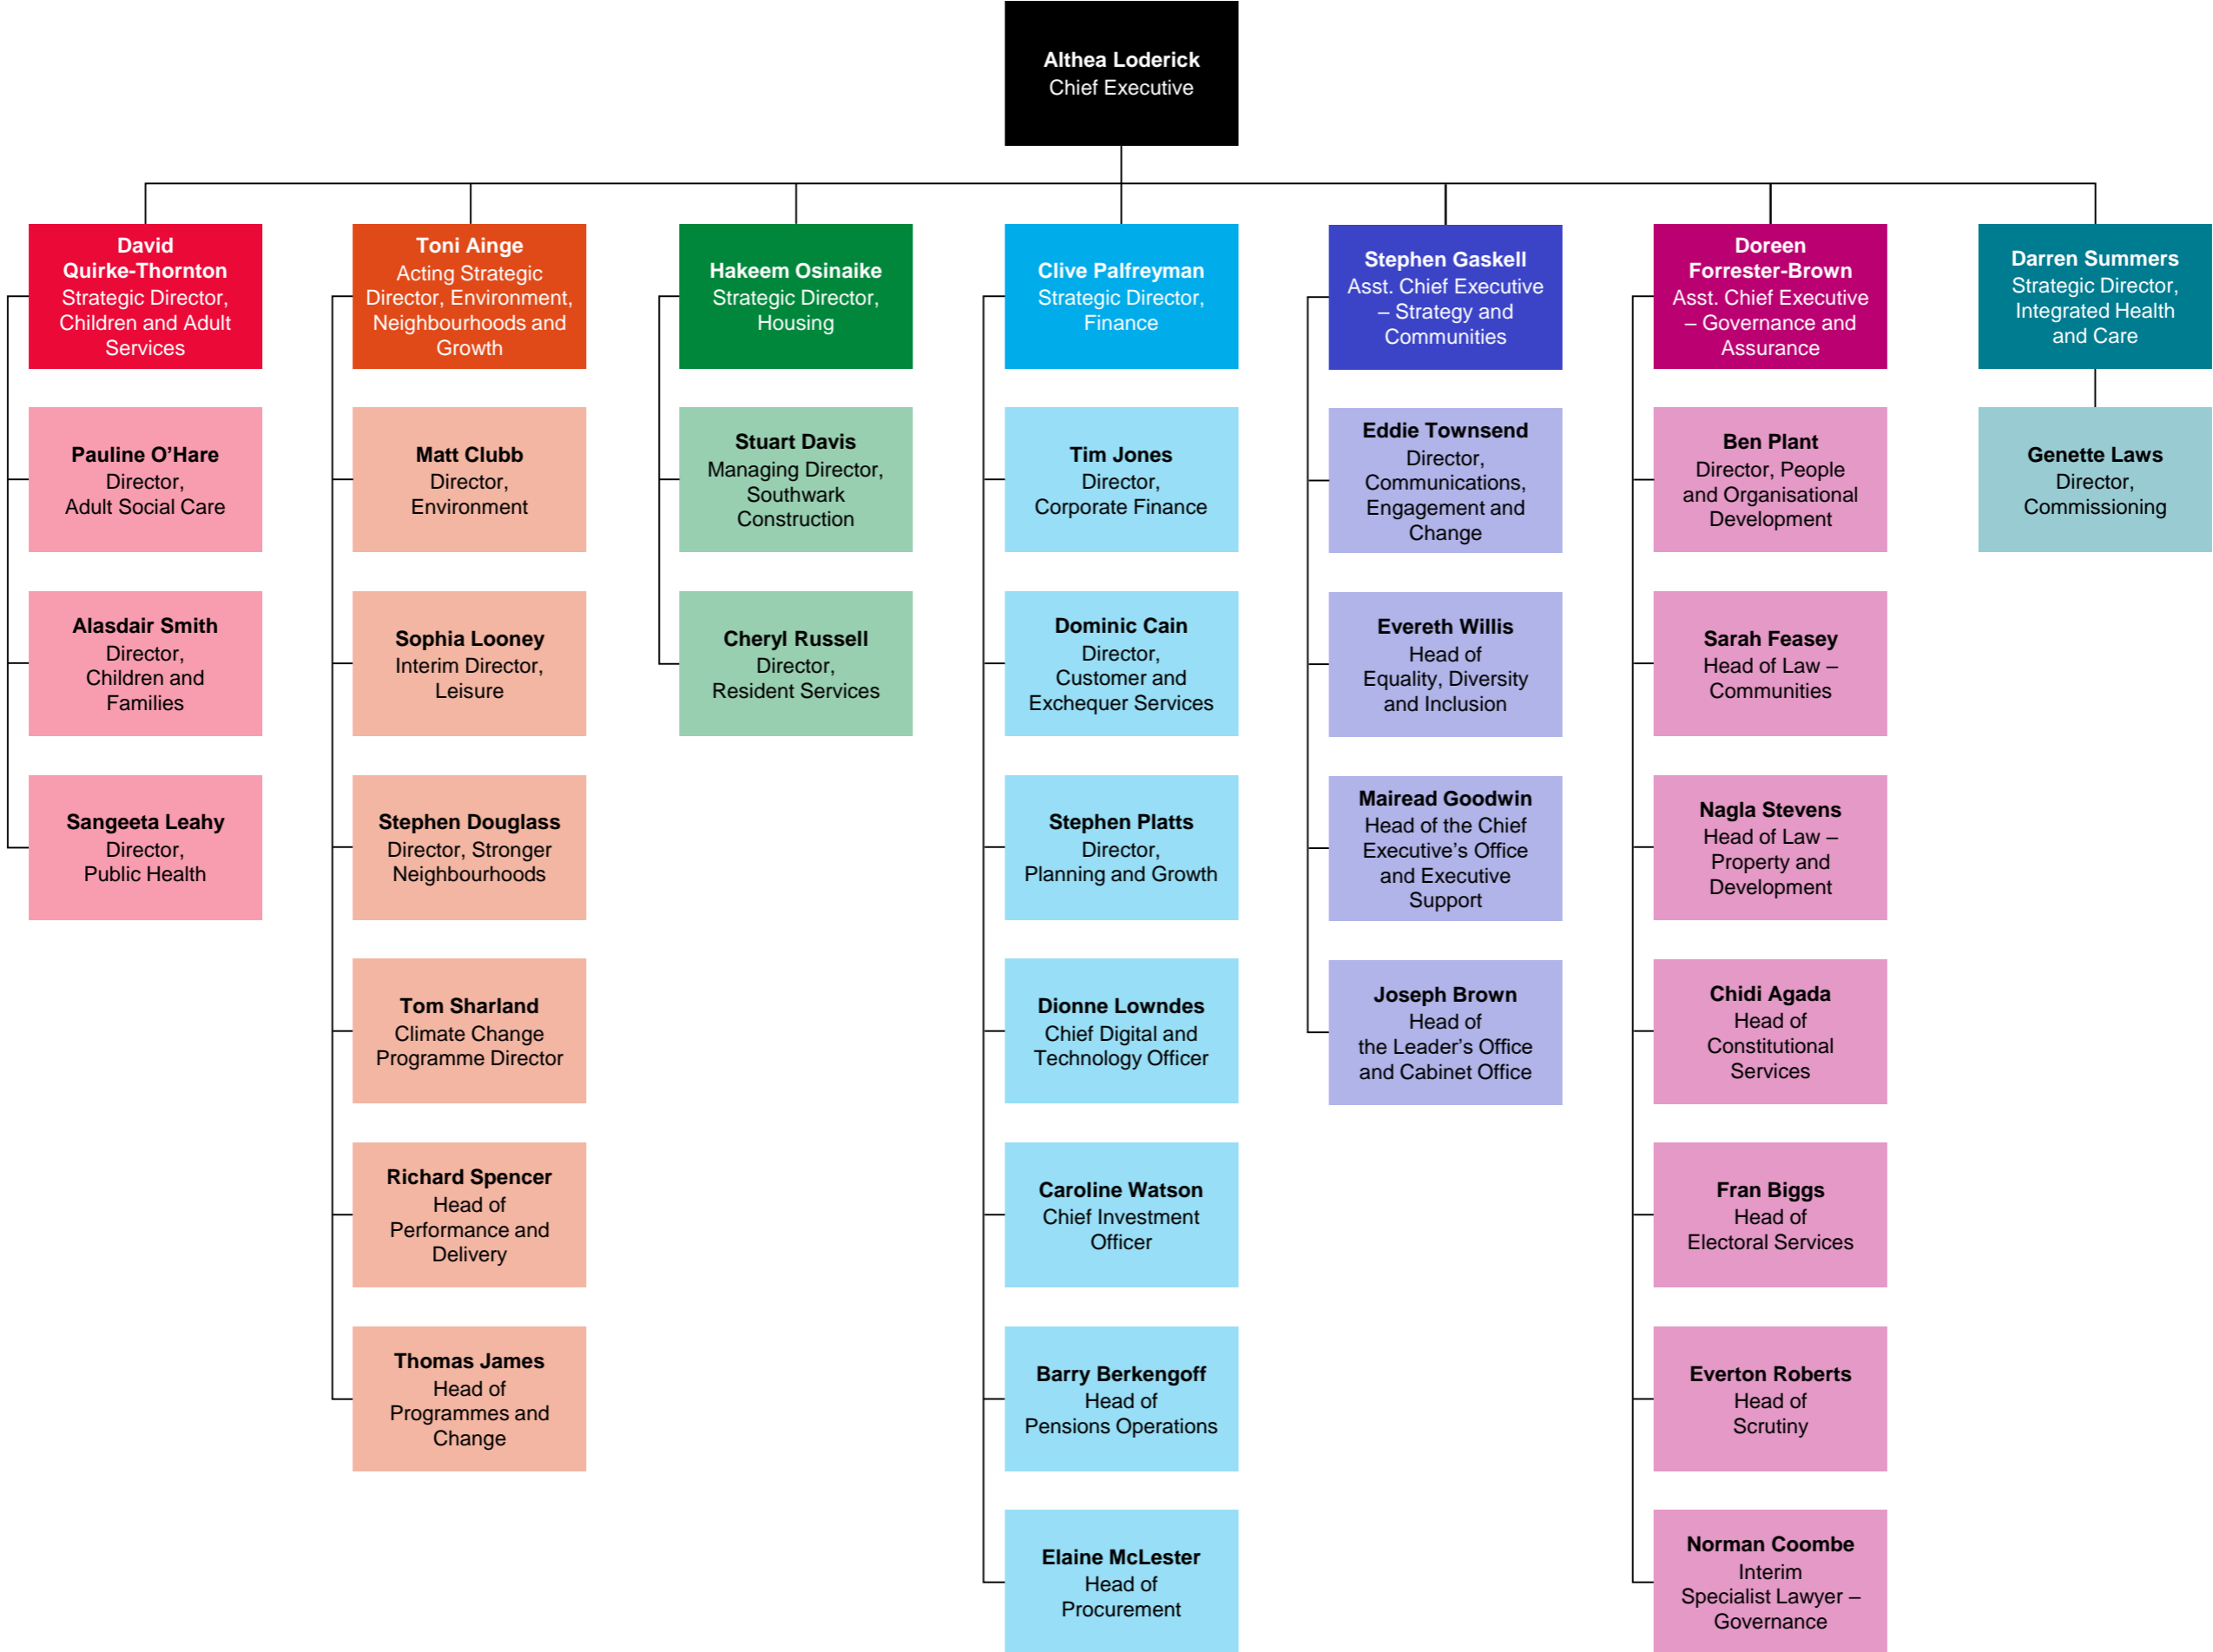 Althea Loderick
Chief Executive
David
Quirke-Thornton
Strategic Director,
Children and Adult
Services
Toni Ainge
Acting Strategic
Director, Environment,
Neighbourhoods and
Growth
Hakeem Osinaike
Strategic Director,
Housing
Clive Palfreyman
Strategic Director,
Finance
Stephen Gaskell
Asst. Chief Executive
– Strategy and
Communities
Doreen
Forrester-Brown
Asst. Chief Executive
– Governance and
Assurance
Darren Summers
Strategic Director,
Integrated Health
and Care
Pauline O’Hare
Director,
Adult Social Care
Matt Clubb
Director,
Environment
Stuart Davis
Managing Director,
Southwark
Construction
Tim Jones
Director,
Corporate Finance
Eddie Townsend
Director,
Communications,
Engagement and
Change
Ben Plant
Director, People
and Organisational
Development
Genette Laws
Director,
Commissioning
Alasdair Smith
Director,
Children and
Families
Sophia Looney
Interim Director,
Leisure
Cheryl Russell
Director,
Resident Services
Dominic Cain
Director,
Customer and
Exchequer Services
Evereth Willis
Head of
Equality, Diversity
and Inclusion
Sarah Feasey
Head of Law –
Communities
Sangeeta Leahy
Director,
Public Health
Stephen Douglass
Director, Stronger
Neighbourhoods
Stephen Platts
Director,
Planning and Growth
Mairead Goodwin
Head of the Chief
Executive’s Office
and Executive
Support
Nagla Stevens
Head of Law –
Property and
Development
Tom Sharland
Climate Change
Programme Director
Dionne Lowndes
Chief Digital and
Technology Officer
Joseph Brown
Head of
the Leader’s Office
and Cabinet Office
Chidi Agada
Head of
Constitutional
Services
Richard Spencer
Head of
Performance and
Delivery
Caroline Watson
Chief Investment
Officer
Fran Biggs
Head of
Electoral Services
Thomas James
Head of
Programmes and
Change
Barry Berkengoff
Head of
Pensions Operations
Everton Roberts
Head of
Scrutiny
Elaine McLester
Head of
Procurement
Norman Coombe
Interim
Specialist Lawyer –
Governance